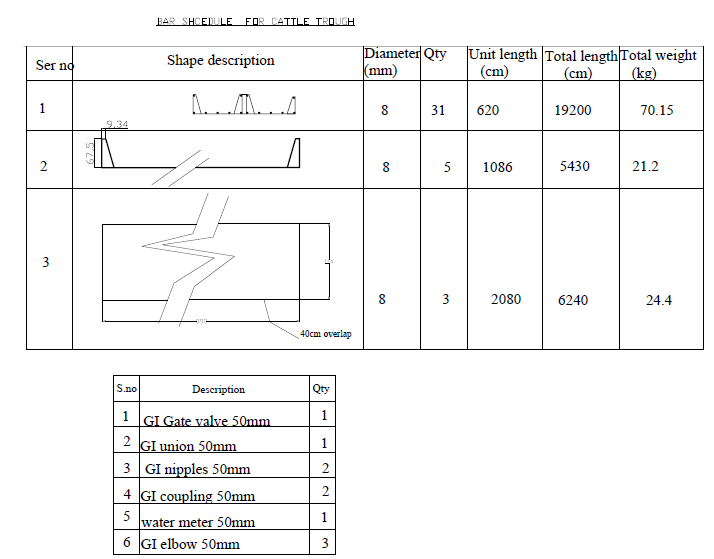 BAR SHCEDULE FOR CATTLE TROUGH
Ser no Shape description Diameter (mm) Qty Unit length (cm) Total length (cm) Total weight (kg)
1 8 31 620 19200 70.15
9.34
67.5
2 8 5 1086 5430 21.2
3 8 3 2080 6240 24.4
40cm overlap
S.no Description Qty
1 GI Gate valve 50mm 1
2 GI union 50mm 1
3 GI nipples 50mm 2
4 GI coupling 50mm 2
5 water meter 50mm 1
6 GI elbow 50mm 3